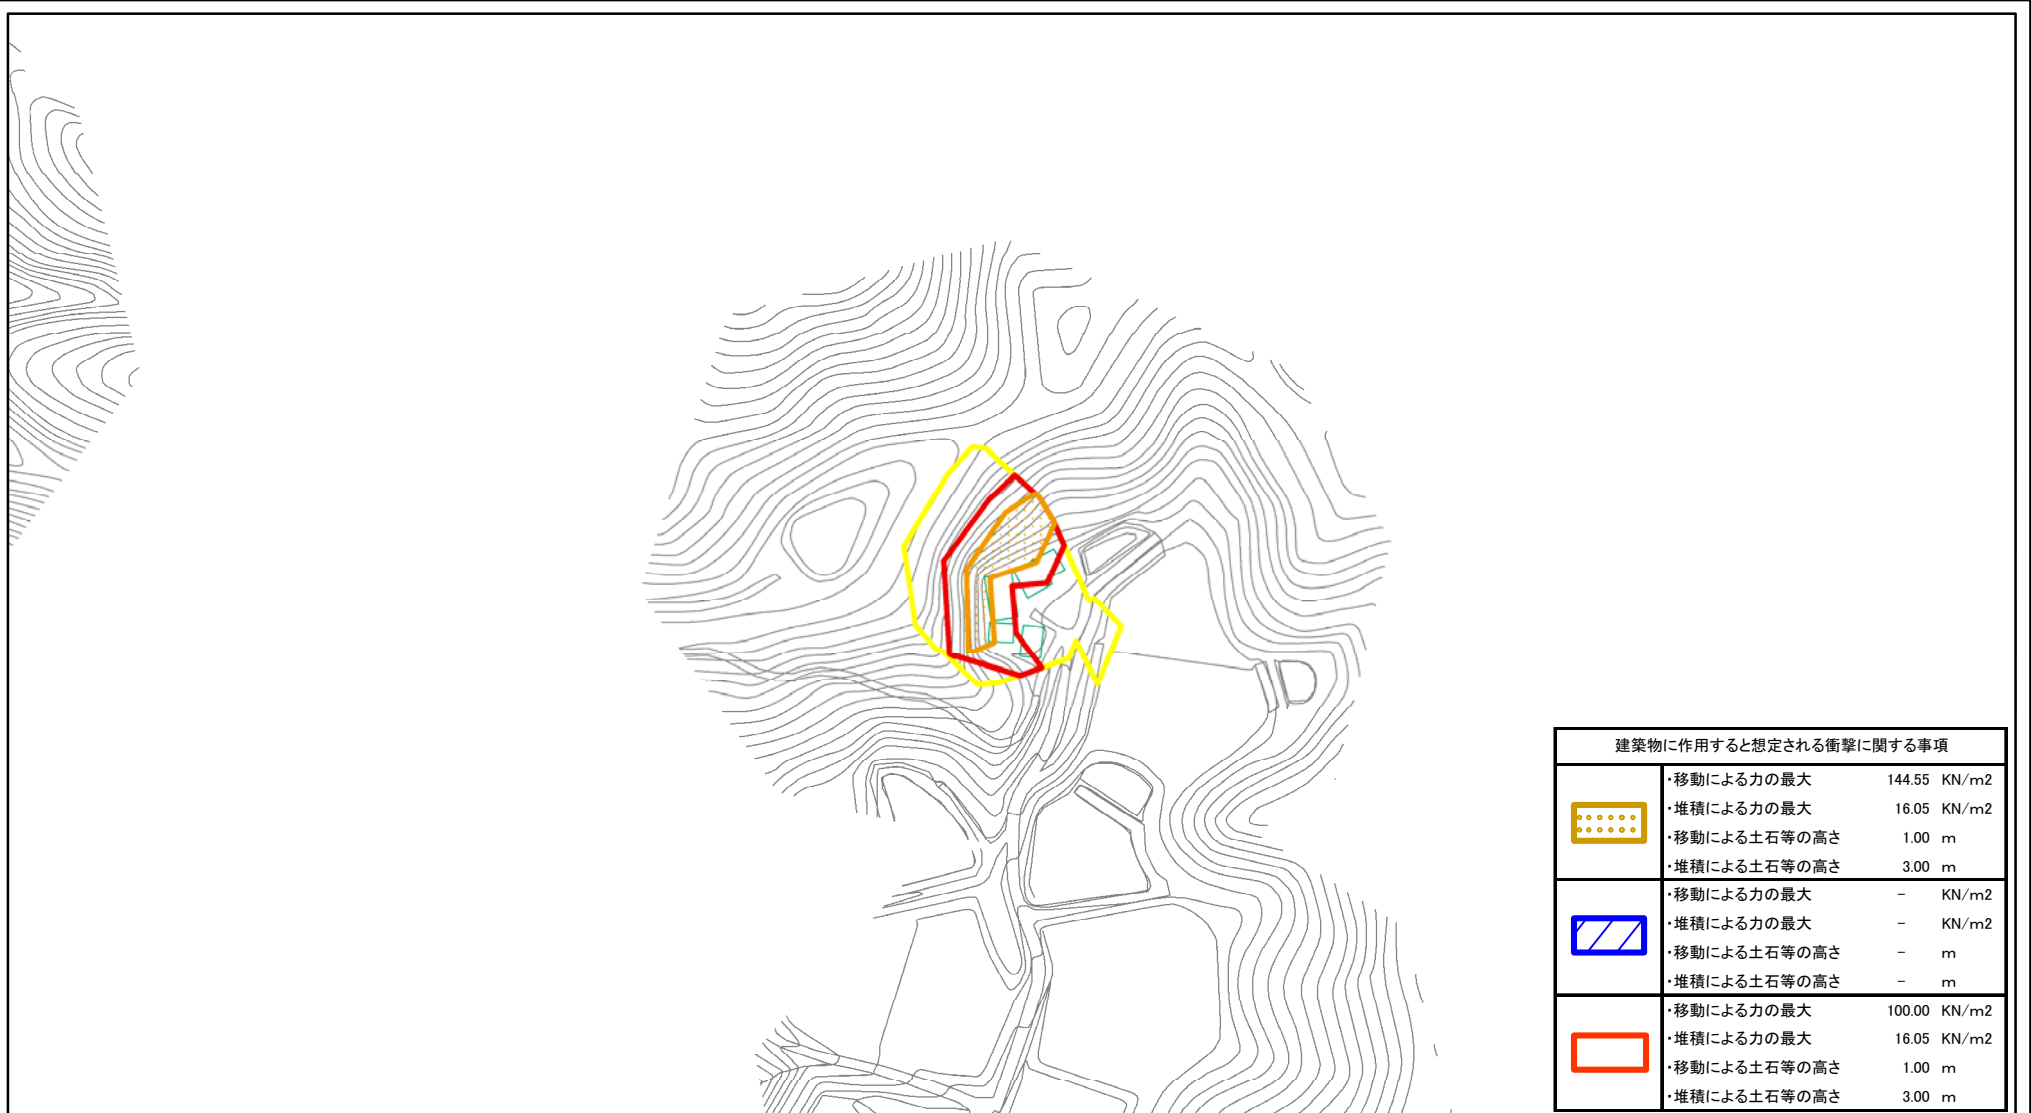 建築物に作用すると想定される衝撃に関する事項
・移動による力の最大 144.55 KN/m2
・堆積による力の最大 16.05 KN/m2
・移動による土石等の高さ 1.00 m
・堆積による土石等の高さ 3.00 m
・移動による力の最大 - KN/m2
・堆積による力の最大 - KN/m2
・移動による土石等の高さ - m
・堆積による土石等の高さ - m
・移動による力の最大 100.00 KN/m2
・堆積による力の最大 16.05 KN/m2
・移動による土石等の高さ 1.00 m
・堆積による土石等の高さ 3.00 m